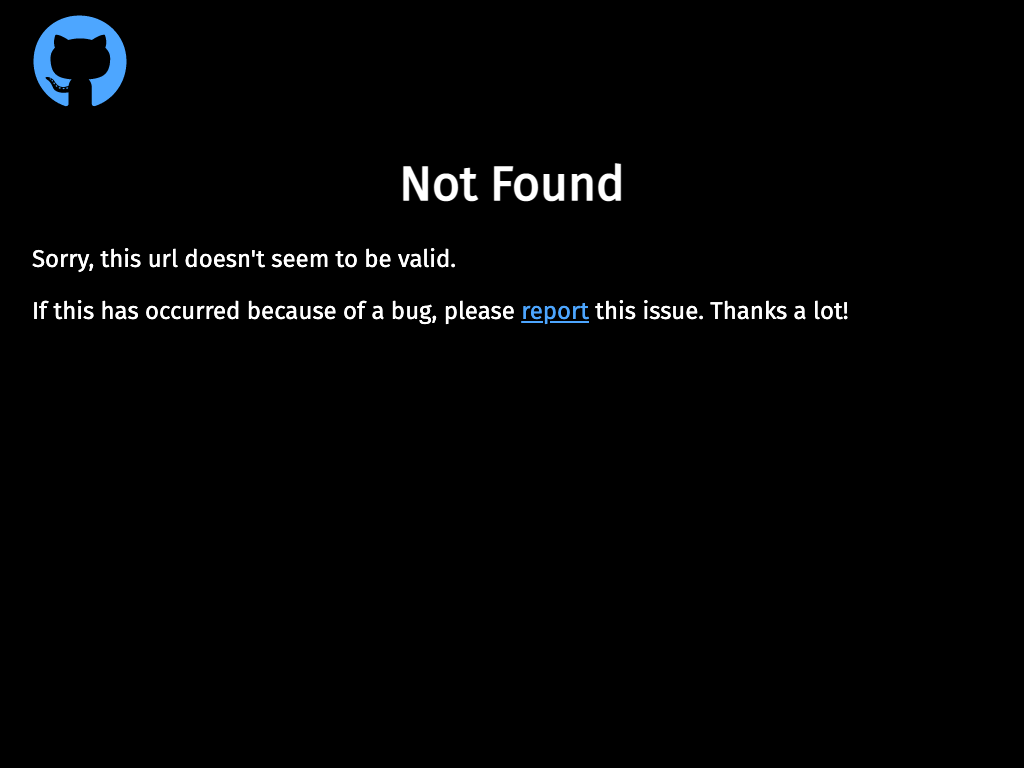 Not Found
Sorry, this url doesn't seem to be valid.
If this has occurred because of a bug, please report this issue. Thanks a lot!